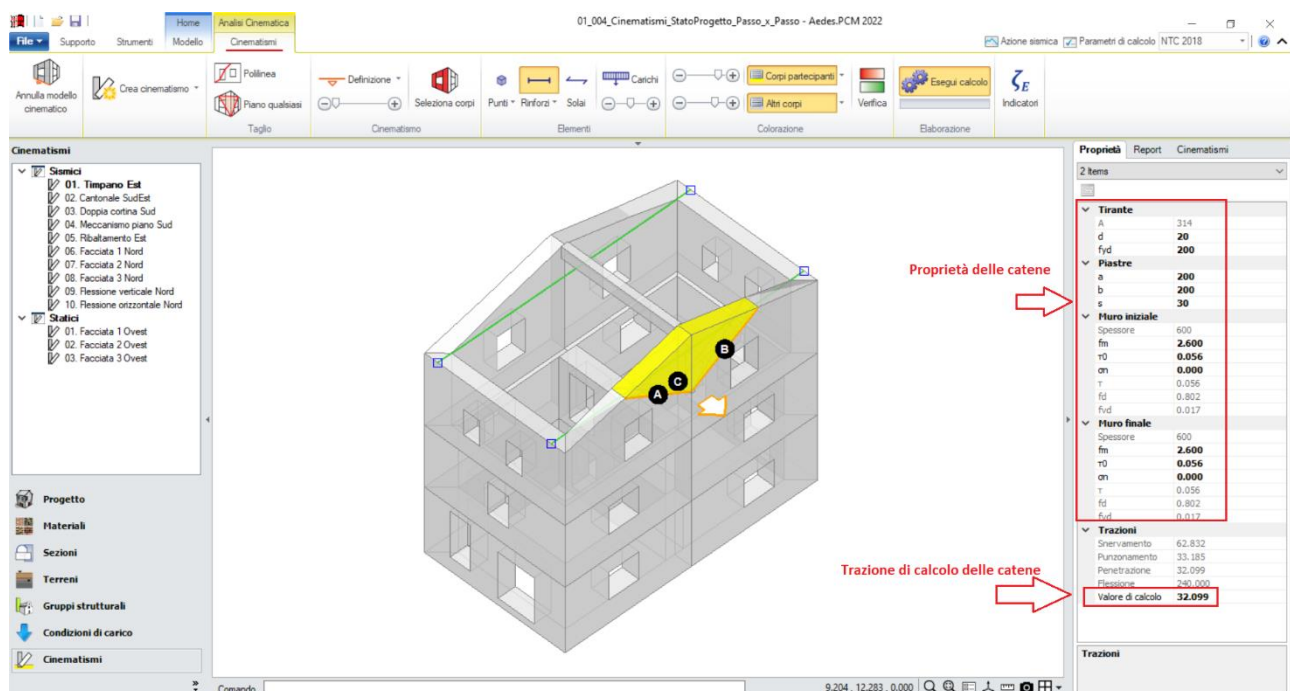 Home
Analisi Cinematica
01_004_Cinematismi_StatoProgetto_Passo_x_Passo - Aedes.PCM 2022
File
Supporto
Strumenti
Modello
Cinematismi
Azione sismica
Parametri di calcolo
NTC 2018
Annulla modello
cinematico
Crea cinematismo
Polilinea
Piano qualsiasi
Taglio
Definizione
Cinematismo
Seleziona corpi
Punti
Rinforzi
Solai
Carichi
Elementi
Corpi partecipanti
Altri corpi
Verifica
Colorazione
Esegui calcolo
Elaborazione
ζE
Indicatori
Cinematismi
Sismici
01. Timpano Est
02. Cantonale SudEst
03. Doppia cortina Sud
04. Meccanismo piano Sud
05. Ribaltamento Est
06. Facciata 1 Nord
07. Facciata 2 Nord
08. Facciata 3 Nord
09. Flessione verticale Nord
10. Flessione orizzontale Nord
Statici
01. Facciata 1 Ovest
02. Facciata 2 Ovest
03. Facciata 3 Ovest
Progetto
Materiali
Sezioni
Terreni
Gruppi strutturali
Condizioni di carico
Cinematismi
A
C
B
Proprietà delle catene
Trazione di calcolo delle catene
Comando
9.204 , 12.283 , 0.000
Proprietà
Report
Cinematismi
2 Items
Tirante
A 314
d 20
fyd 200
Piastre
a 200
b 200
s 30
Muro iniziale
Spessore 600
fm 2.600
τ0 0.056
σn 0.000
τ 0.056
fd 0.802
fvd 0.017
Muro finale
Spessore 600
fm 2.600
τ0 0.056
σn 0.000
τ 0.056
fd 0.802
fvd 0.017
Trazioni
Snervamento 62.832
Punzonamento 33.185
Penetrazione 32.099
Flessione 240.000
Valore di calcolo 32.099
Trazioni